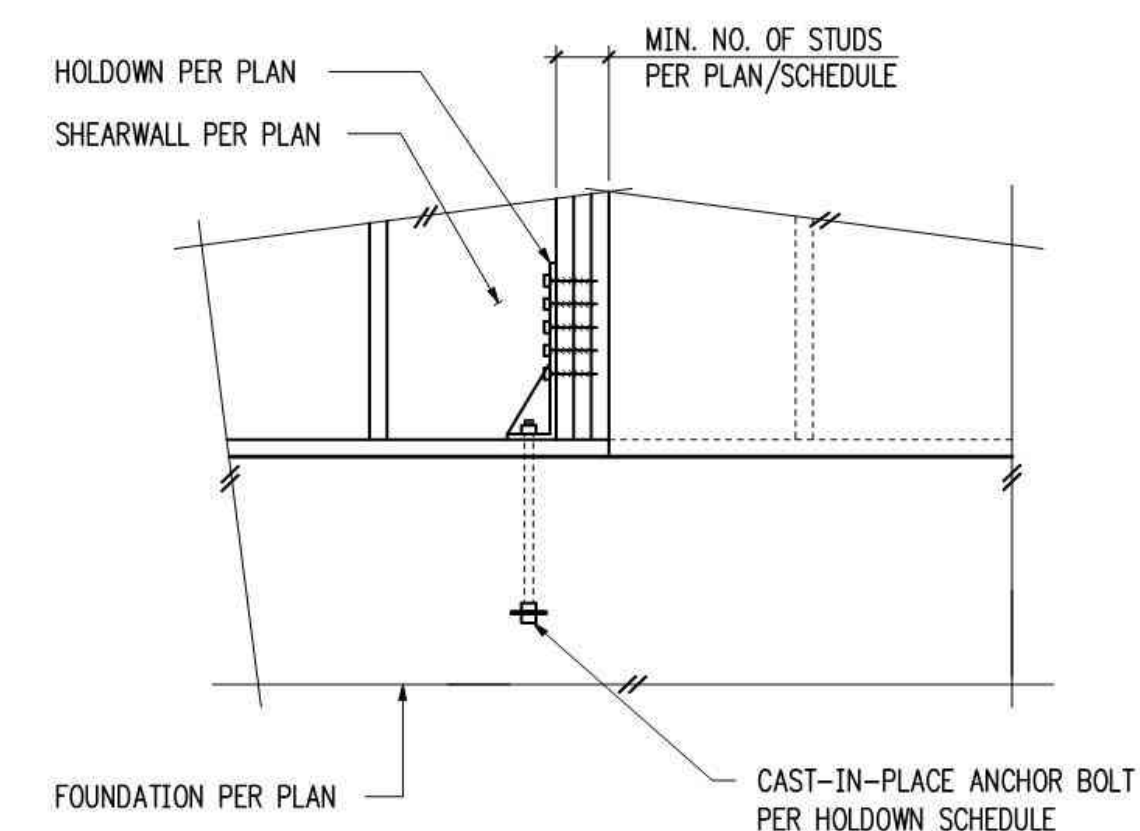 MIN. NO. OF STUDS
PER PLAN/SCHEDULE
HOLDOWN PER PLAN
SHEARWALL PER PLAN
FOUNDATION PER PLAN
CAST-IN-PLACE ANCHOR BOLT
PER HOLDOWN SCHEDULE